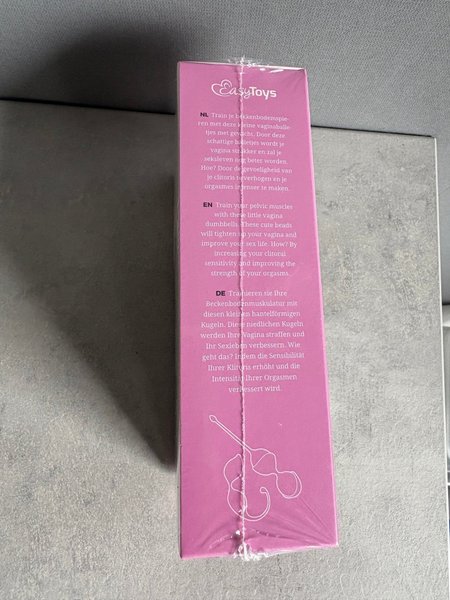 EasyToys
NL Train je bekkenbodemspie-
ren met deze kleine vaginahalte-
tjes met gewicht. Door deze
schattige balletjes wordt je
vagina strakker en zal je
seksleven nog beter worden.
Hoe? Door de gevoeligheid van
je clitoris te verhogen en je
orgasmes intenser te maken.
EN Train your pelvic muscles
with these little vagina
dumbbells. These cute beads
will tighten up your vagina and
improve your sex life. How? By
increasing your clitoral
sensitivity and improving the
strength of your orgasms.
DE Trainieren sie Ihre
Beckenbodenmuskulatur mit
diesen kleinen hantelförmigen
Kugeln. Diese niedlichen Kugeln
werden Ihre Vagina straffen und
Ihr Sexleben verbessern. Wie
geht das? Indem die Sensibilität
Ihrer Klitoris erhöht und die
Intensität Ihrer Orgasmen
verbessert wird.